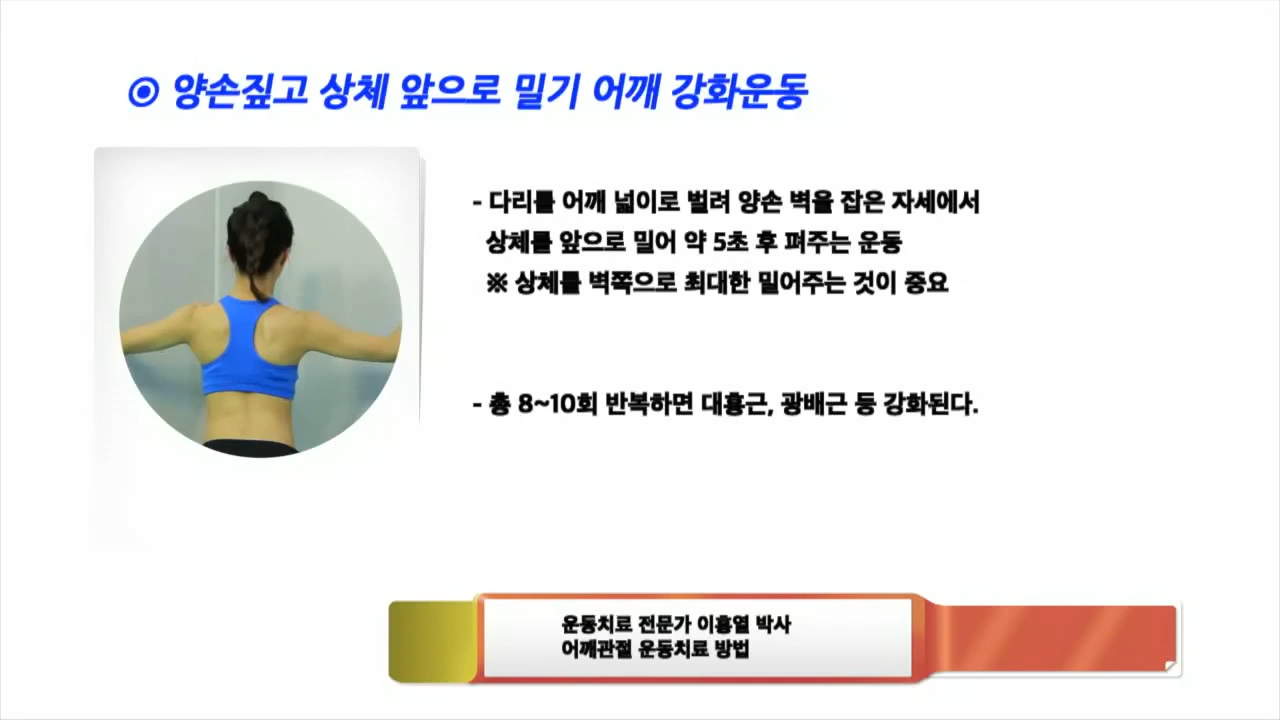 ◉ 양손짚고 상체 앞으로 밀기 어깨 강화운동
- 다리를 어깨 넓이로 벌려 양손 벽을 잡은 자세에서
상체를 앞으로 밀어 약 5초 후 펴주는 운동
※ 상체를 벽쪽으로 최대한 밀어주는 것이 중요
- 총 8~10회 반복하면 대흉근, 광배근 등 강화된다.
운동치료 전문가 이홍열 박사
어깨관절 운동치료 방법